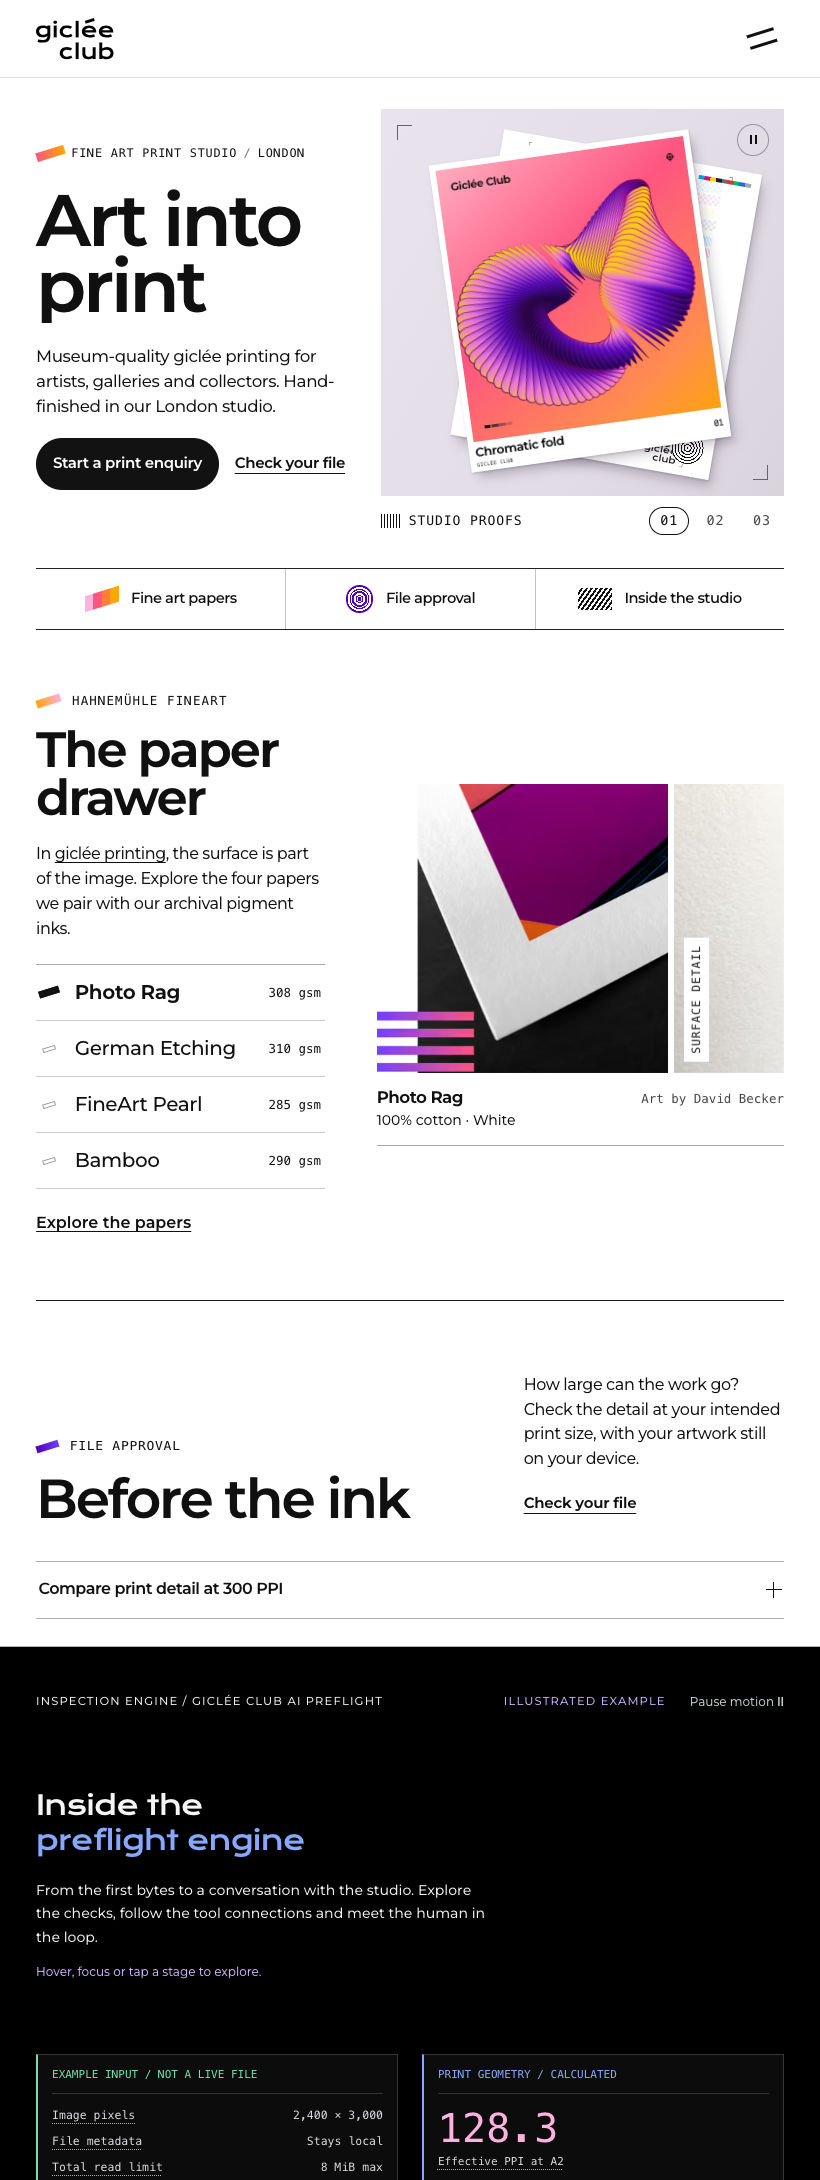 giclée
club
FINE ART PRINT STUDIO / LONDON
Art into
print
Museum-quality giclée printing for
artists, galleries and collectors. Hand-
finished in our London studio.
Start a print enquiry
Check your file
Giclée Club
Chromatic fold
GICLÉE CLUB
01
giclée
club
STUDIO PROOFS
01
02
03
Fine art papers
File approval
Inside the studio
HAHNEMÜHLE FINEART
The paper
drawer
In giclée printing, the surface is part
of the image. Explore the four papers
we pair with our archival pigment
inks.
Photo Rag 308 gsm
German Etching 310 gsm
FineArt Pearl 285 gsm
Bamboo 290 gsm
Explore the papers
SURFACE DETAIL
Photo Rag
100% cotton · White
Art by David Becker
FILE APPROVAL
Before the ink
How large can the work go?
Check the detail at your intended
print size, with your artwork still
on your device.
Check your file
Compare print detail at 300 PPI
INSPECTION ENGINE / GICLÉE CLUB AI PREFLIGHT
ILLUSTRATED EXAMPLE
Pause motion
Inside the
preflight engine
From the first bytes to a conversation with the studio. Explore
the checks, follow the tool connections and meet the human in
the loop.
Hover, focus or tap a stage to explore.
EXAMPLE INPUT / NOT A LIVE FILE
Image pixels 2,400 × 3,000
File metadata Stays local
Total read limit 8 MiB max
PRINT GEOMETRY / CALCULATED
128.3
Effective PPI at A2